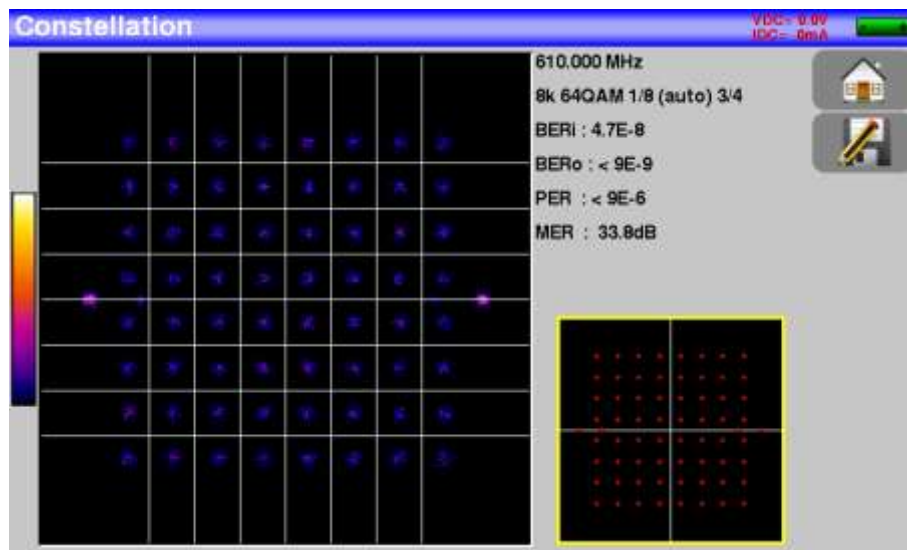 Constellation
VDC= 0.0V
IDC= 0mA
610.000 MHz
8k 64QAM 1/8 (auto) 3/4
BERi : 4.7E-8
BERo : < 9E-9
PER : < 9E-6
MER : 33.8dB